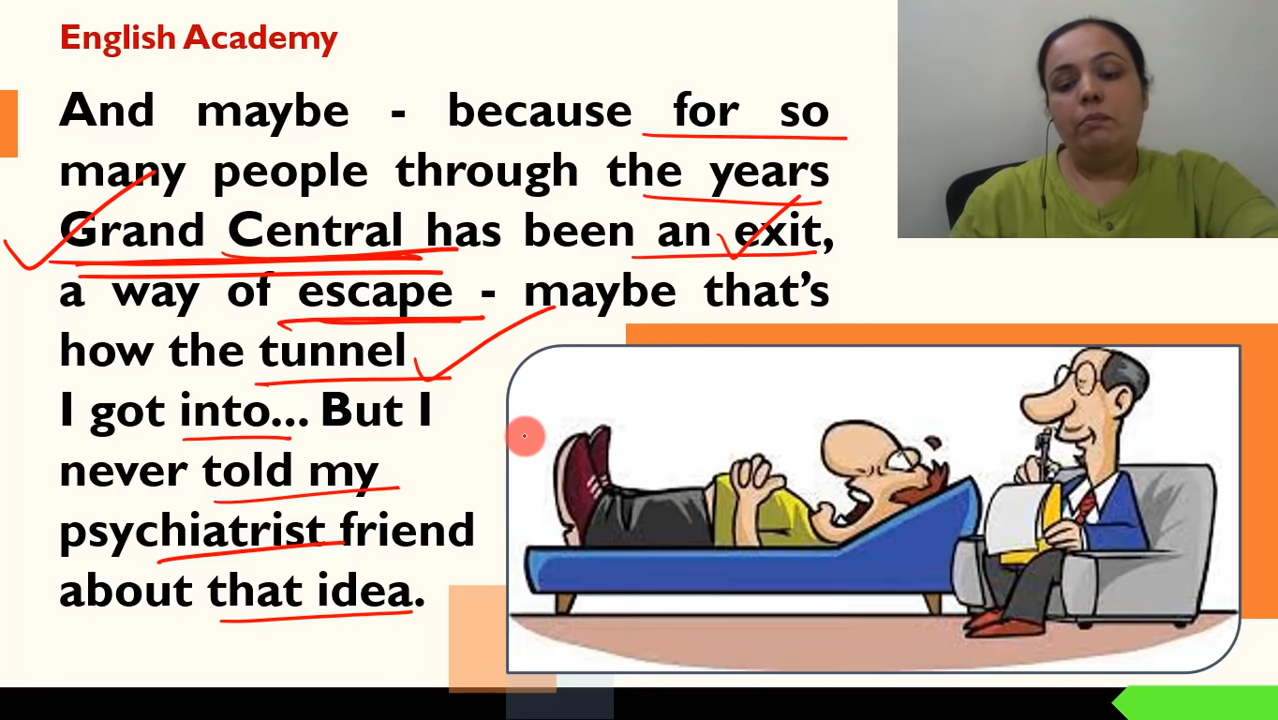 English Academy
And maybe - because for so
many people through the years
Grand Central has been an exit,
a way of escape - maybe that's
how the tunnel
I got into... But I
never told my
psychiatrist friend
about that idea.